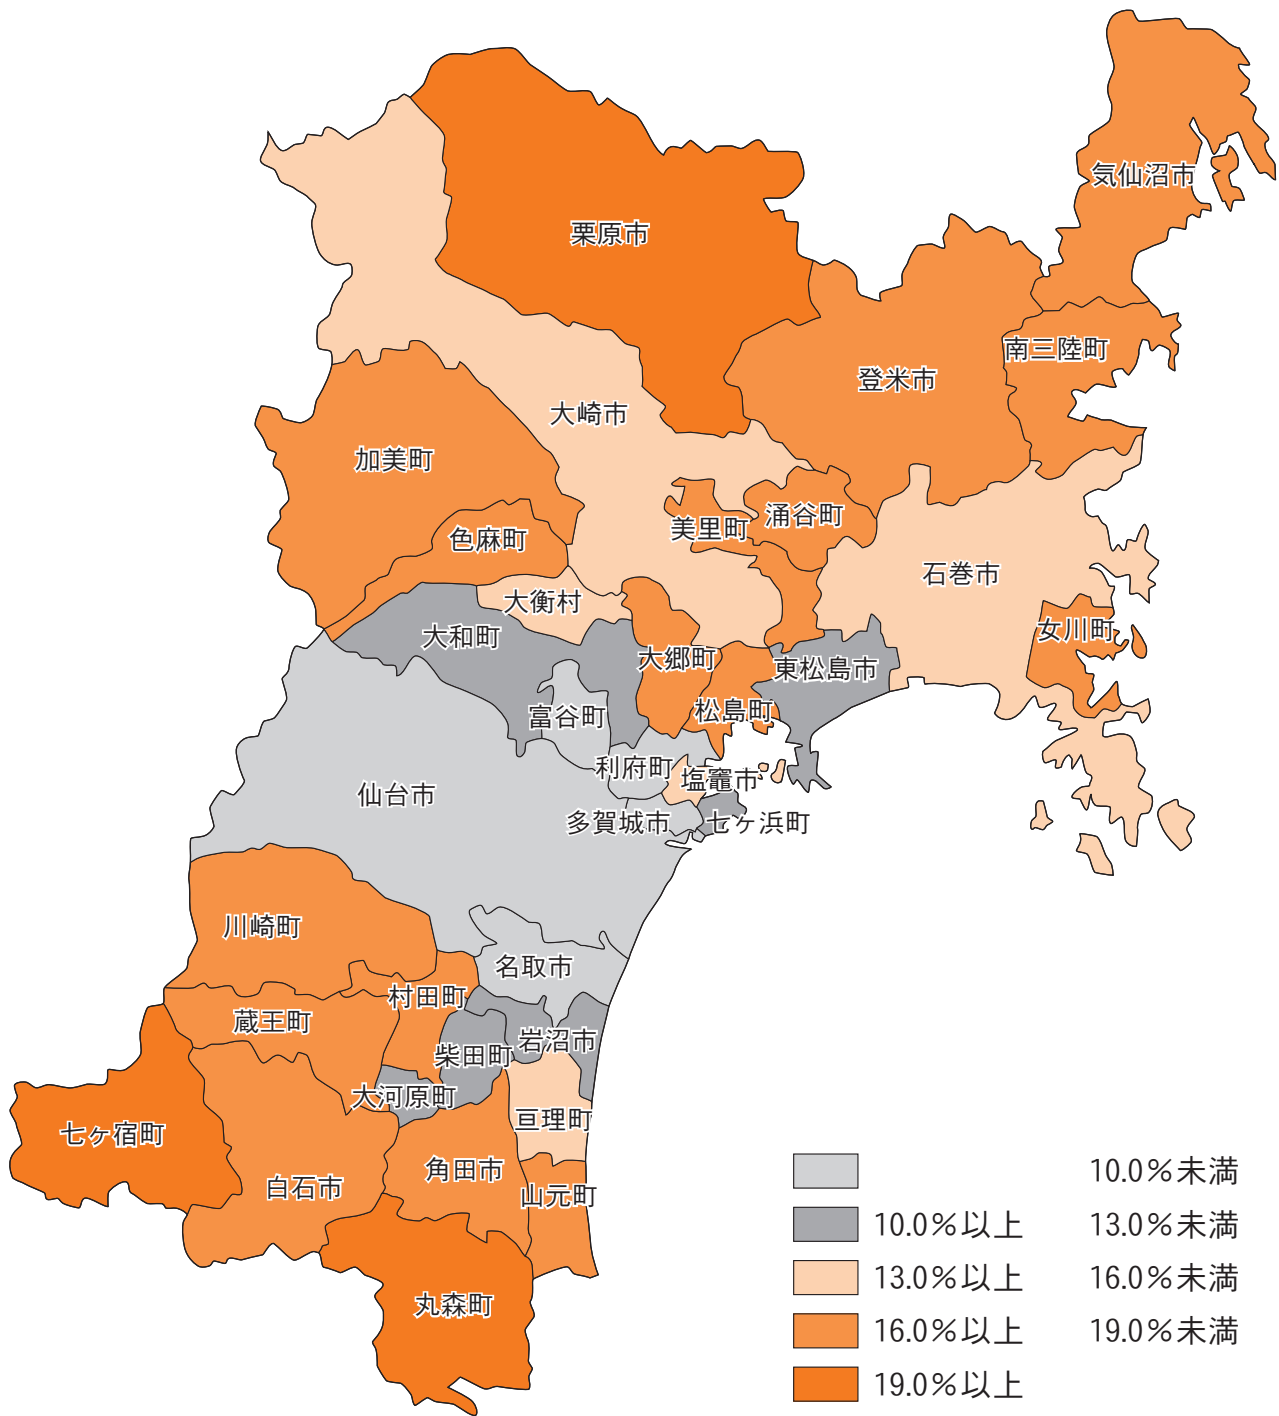 気仙沼市
栗原市
南三陸町
登米市
大崎市
加美町
涌谷町
美里町
色麻町
石巻市
大衡村
女川町
大和町
大郷町
東松島市
松島町
富谷町
利府町
塩竈市
仙台市
多賀城市
七ヶ浜町
川崎町
名取市
村田町
蔵王町
岩沼市
柴田町
大河原町
亘理町
七ヶ宿町
角田市
白石市
山元町
丸森町
10.0％未満
10.0％以上 13.0％未満
13.0％以上 16.0％未満
16.0％以上 19.0％未満
19.0％以上